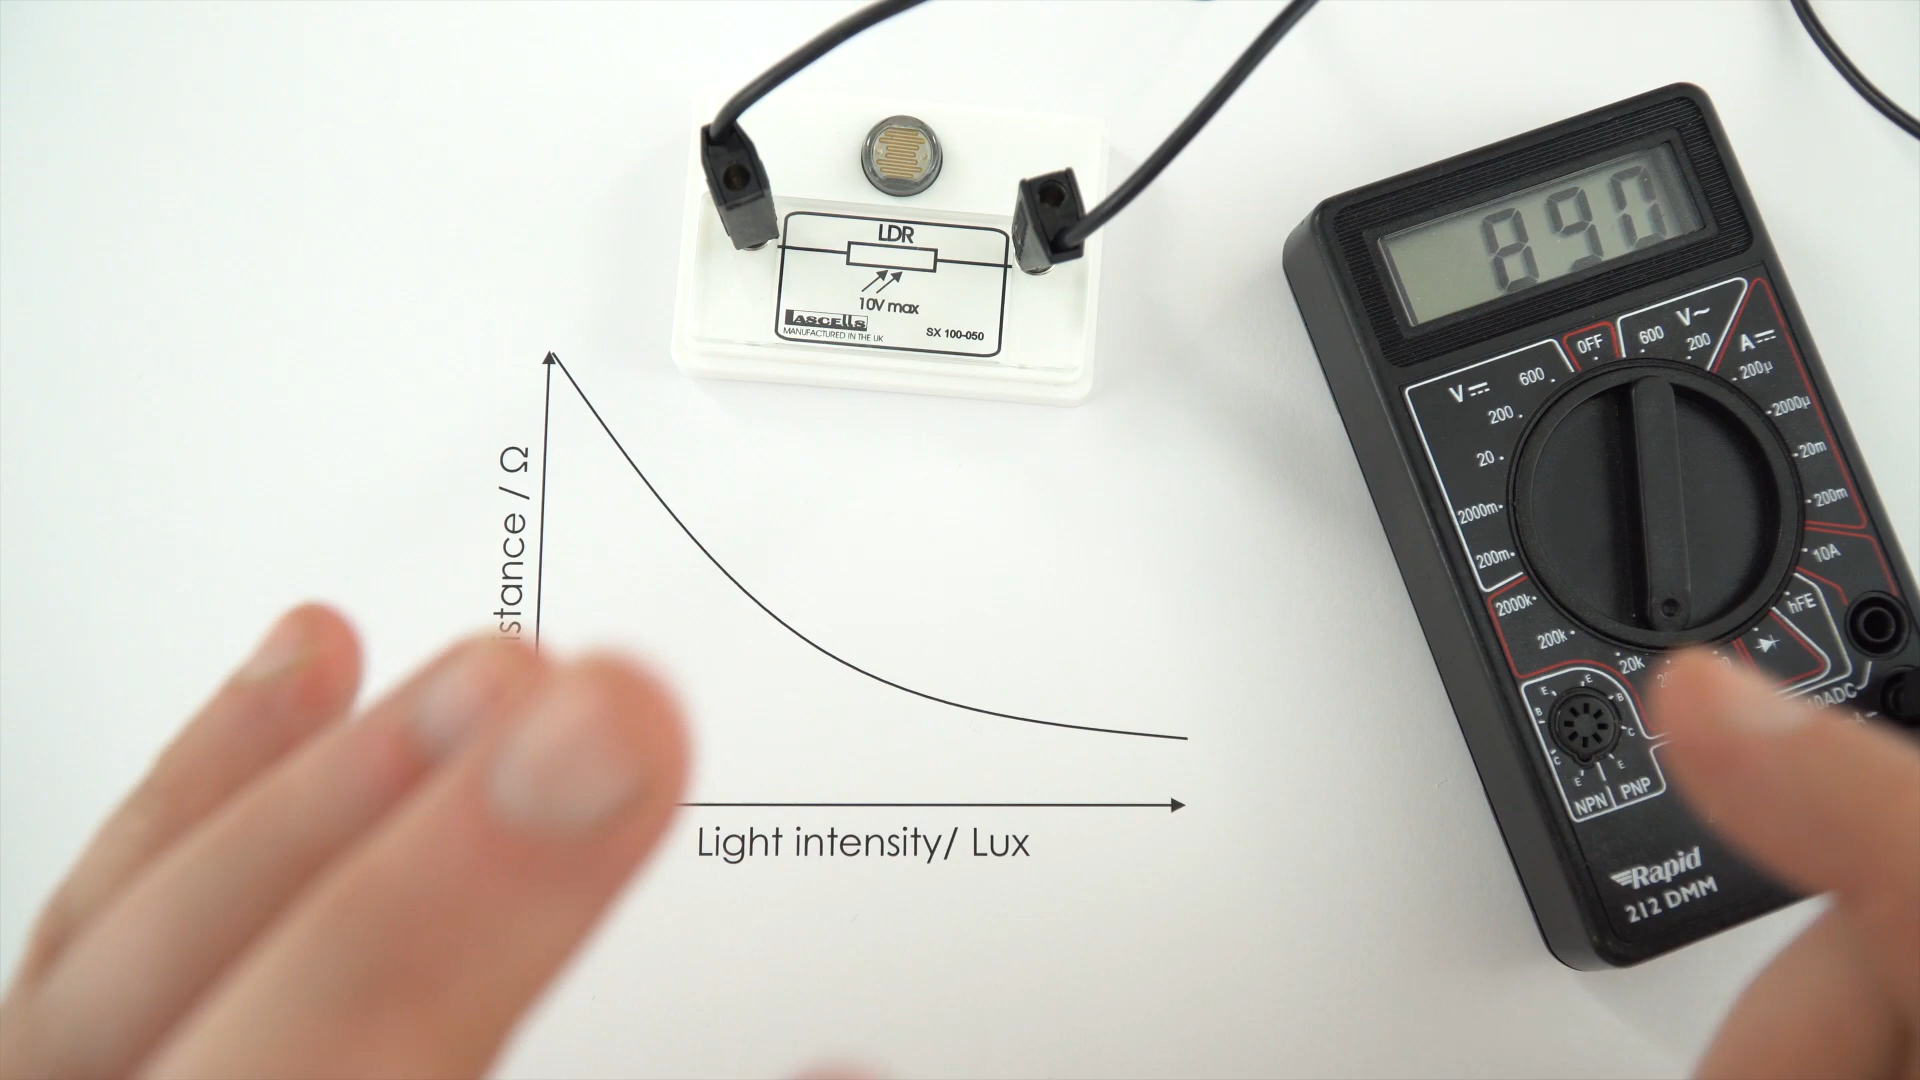 LDR
10V max
LASCELLS
MANUFACTURED IN THE UK
SX 100-050
890
OFF
V~
600
200
A
200µ
2000µ
20m
200m
10A
hFE
V
600
200
20
2000m
200m
2000k
200k
20k
10ADC
E
E
B
B
C
C
E
E
NPN
PNP
Rapid
212 DMM
istance / Ω
Light intensity/ Lux